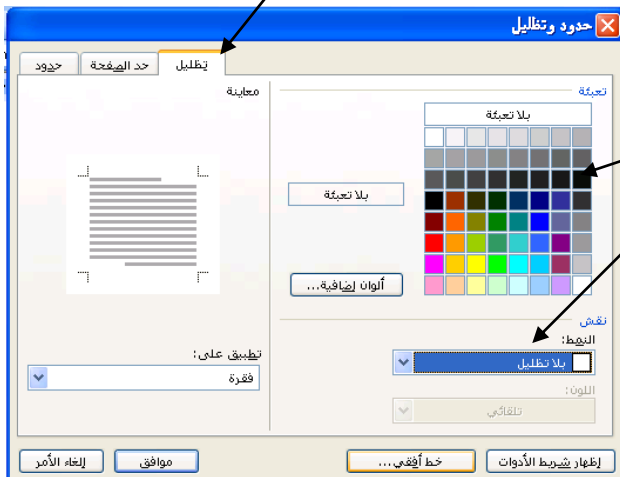 حدود وتظليل
حدود
حد الصفحة
تظليل
تعبئة
بلا تعبئة
بلا تعبئة
ألوان إضافية...
نقش
النمط:
بلا تظليل
اللون:
تلقائي
معاينة
تطبيق على:
فقرة
إظهار شريط الأدوات
خط أفقي...
موافق
إلغاء الأمر